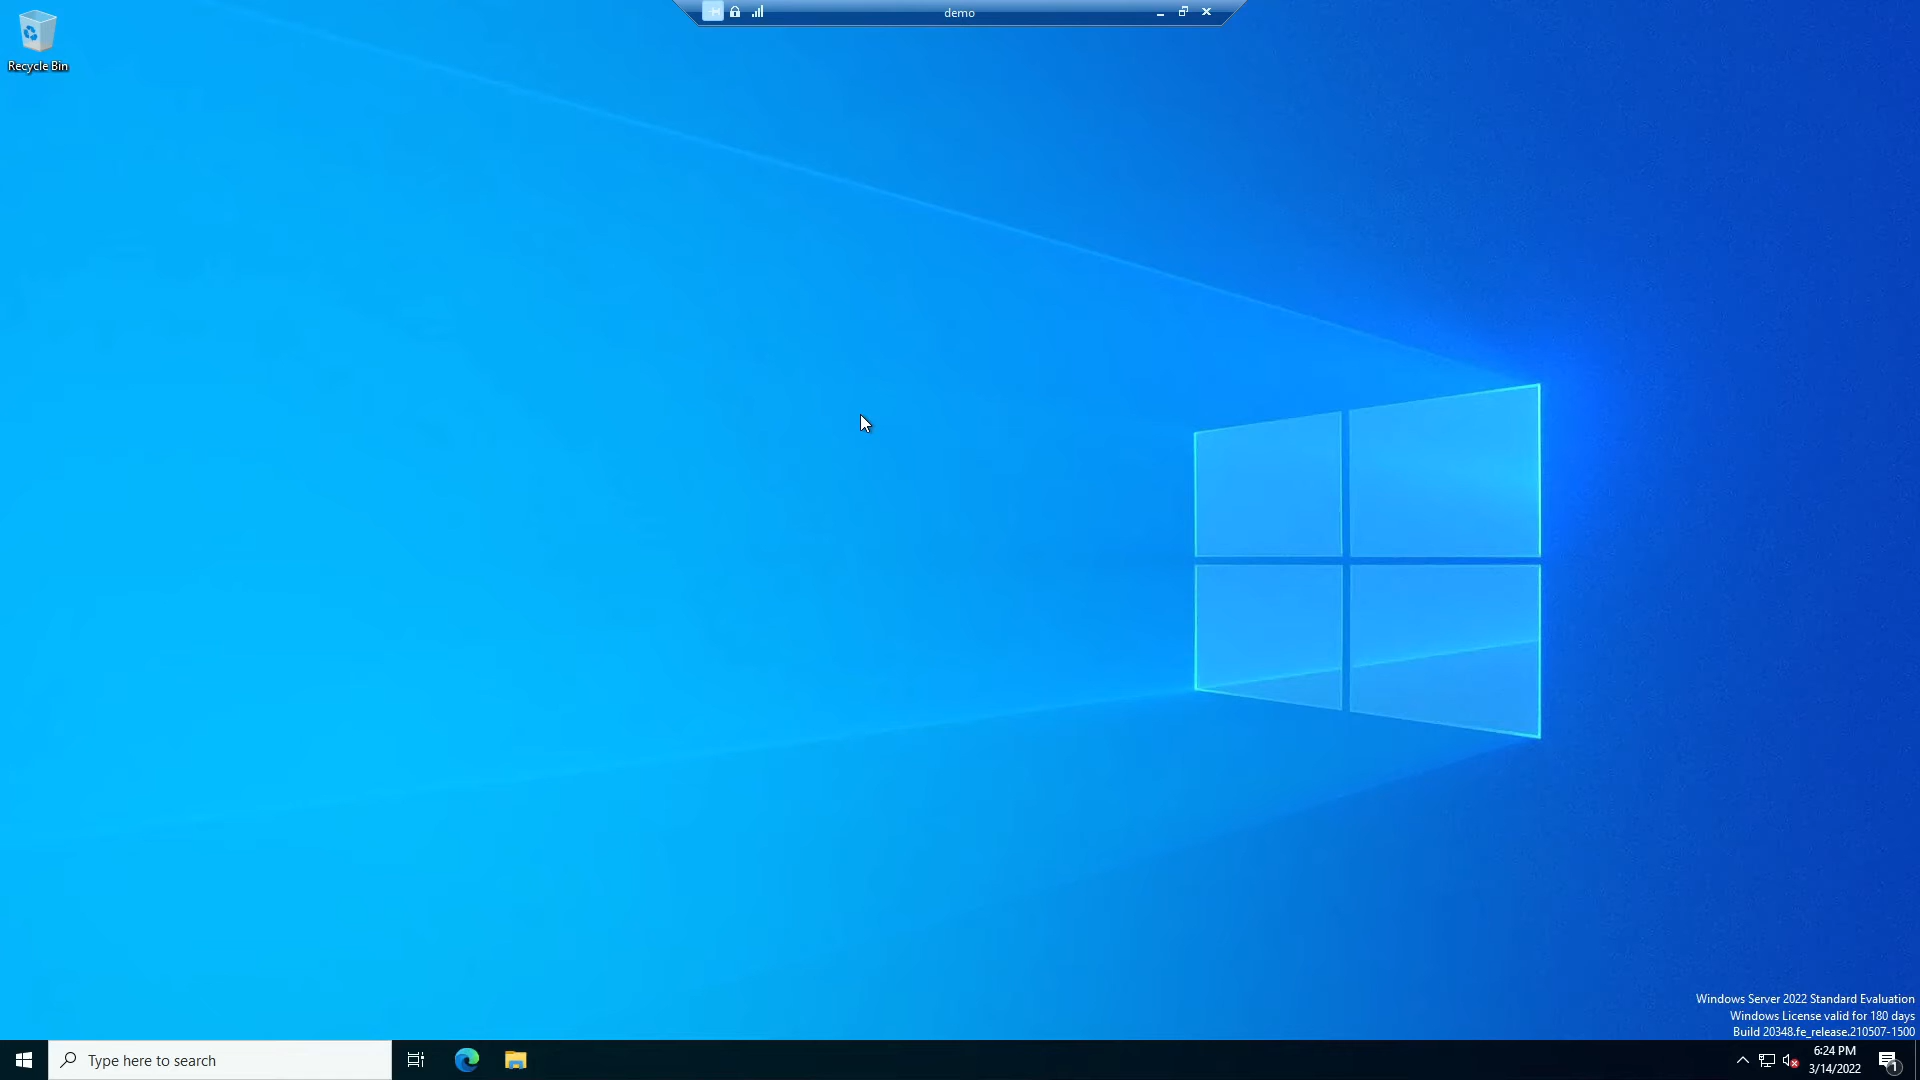 demo
Recycle Bin
Windows Server 2022 Standard Evaluation
Windows License valid for 180 days
Build 20348.fe_release.210507-1500
Type here to search
6:24 PM
3/14/2022
1